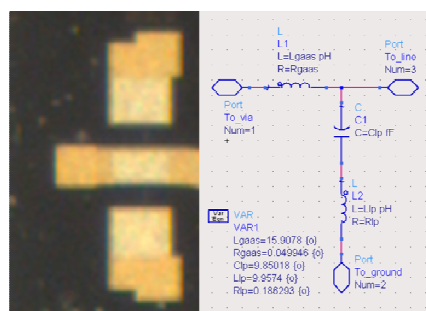 L
L1
L=Lgaas pH
R=Rgaas
Port
To_line
Num=3
Port
To_via
Num=1
C
C1
C=Clp fF
L
L2
L=Llp pH
R=Rlp
Var
Eqn
VAR
VAR1
Lgaas=15.9078 {o}
Rgaas=0.049946 {o}
Clp=9.85018 {o}
Llp=9.9574 {o}
Rlp=0.186293 {o}
Port
To_ground
Num=2